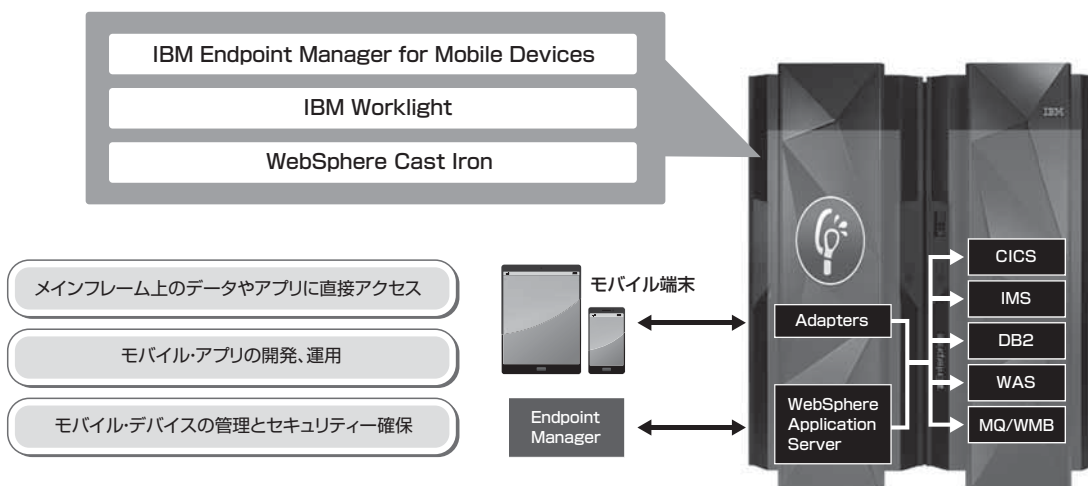 IBM Endpoint Manager for Mobile Devices
IBM Worklight
WebSphere Cast Iron
IBM
メインフレーム上のデータやアプリに直接アクセス
モバイル・アプリの開発、運用
モバイル・デバイスの管理とセキュリティー確保
モバイル端末
Endpoint
Manager
Adapters
WebSphere
Application
Server
CICS
IMS
DB2
WAS
MQ/WMB